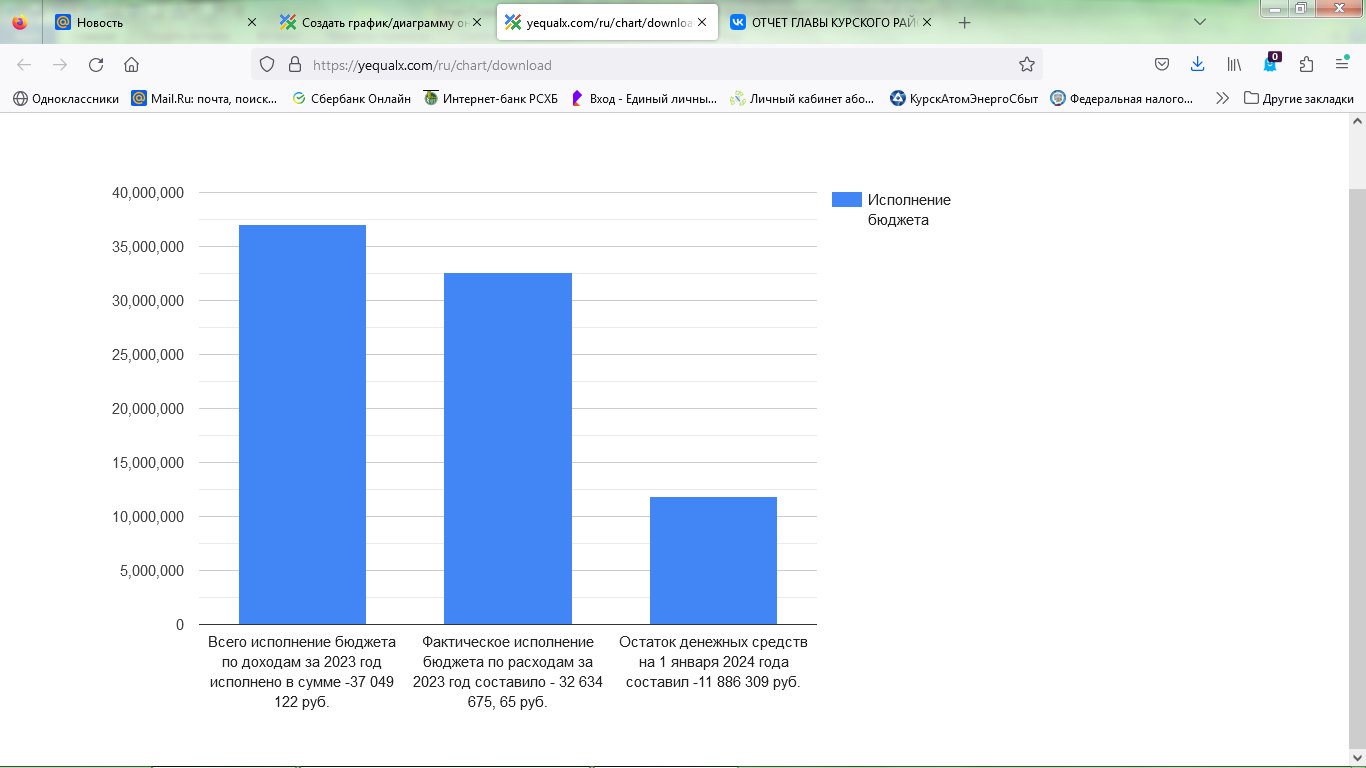 Новость
Создать график/диаграмму он
yequalx.com/ru/chart/downloa
ОТЧЕТ ГЛАВЫ КУРСКОГО РАЙ
https://yequalx.com/ru/chart/download
0
Одноклассники
Mail.Ru: почта, поиск...
Сбербанк Онлайн
Интернет-банк РСХБ
Вход - Единый личны...
Личный кабинет або...
КурскАтомЭнергоСбыт
Федеральная налого...
Другие закладки
40,000,000
35,000,000
30,000,000
25,000,000
20,000,000
15,000,000
10,000,000
5,000,000
0
Исполнение
бюджета
Всего исполнение бюджета
по доходам за 2023 год
исполнено в сумме -37 049
122 руб.
Фактическое исполнение
бюджета по расходам за
2023 год составило - 32 634
675, 65 руб.
Остаток денежных средств
на 1 января 2024 года
составил -11 886 309 руб.